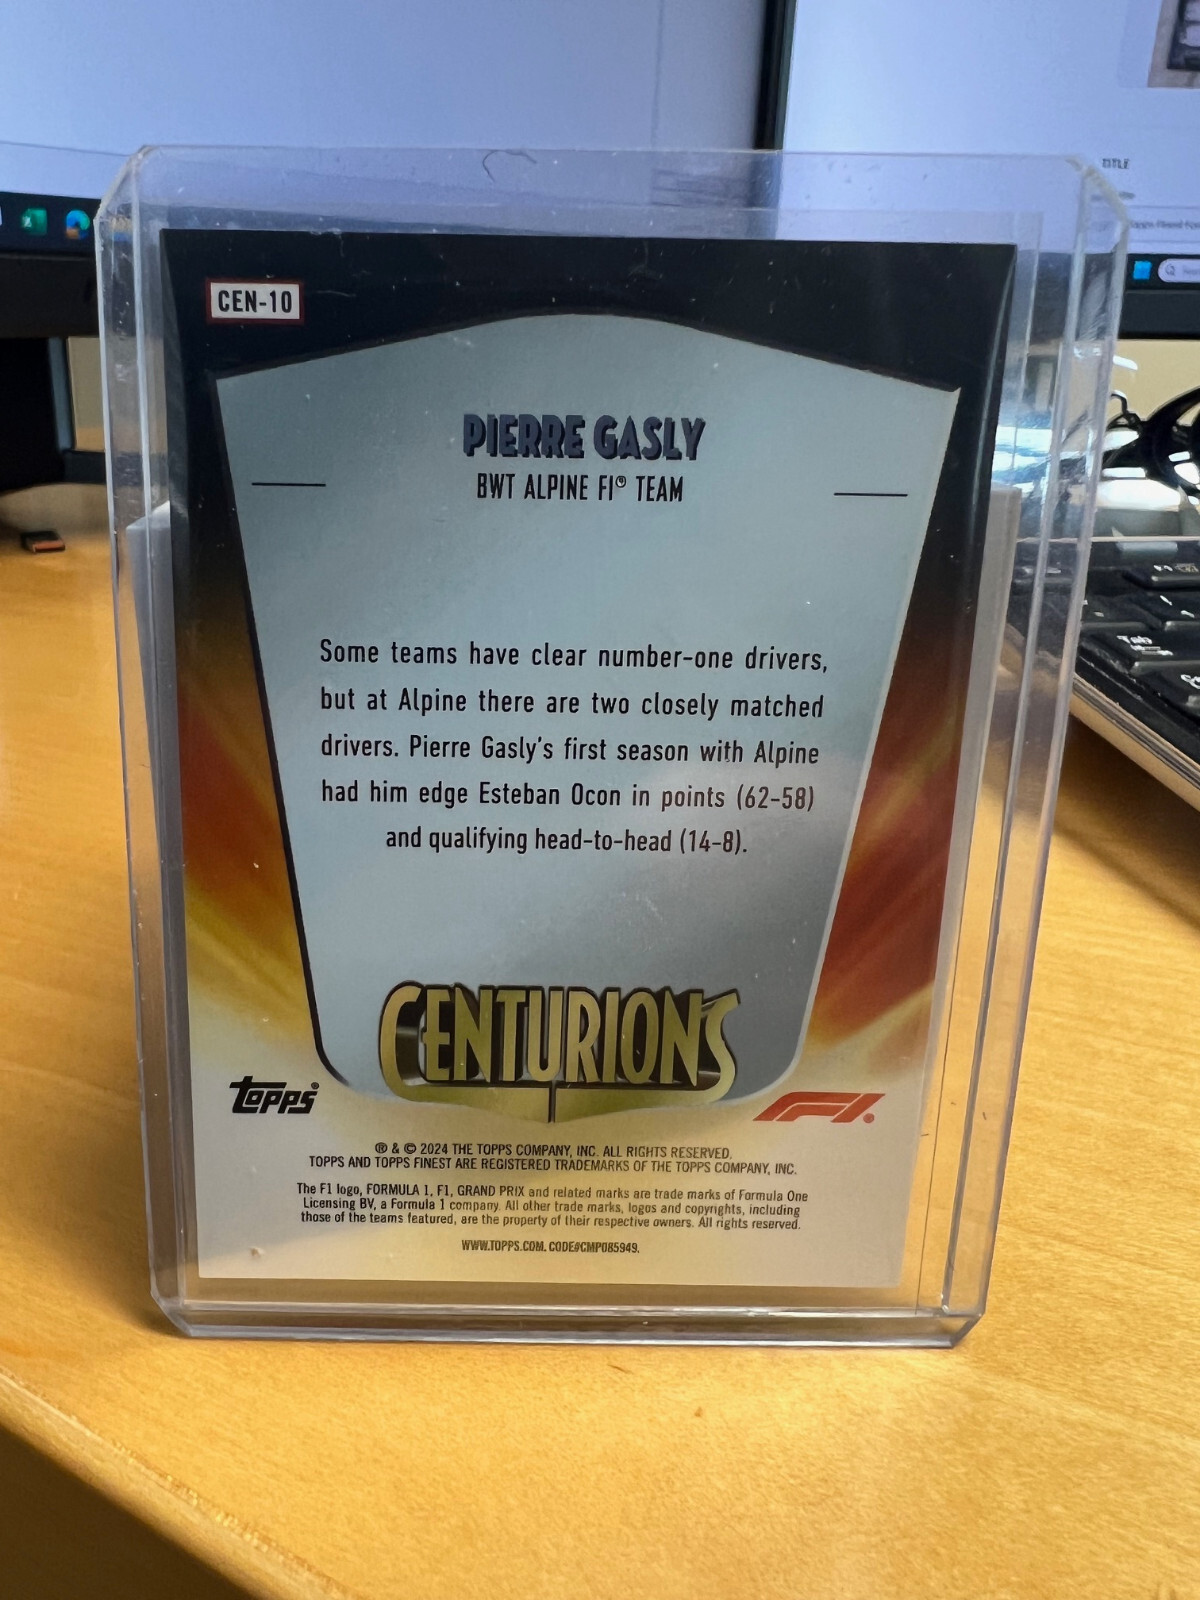 TITLE
CEN-10
PIERRE GASLY
BWT ALPINE F1® TEAM
Some teams have clear number-one drivers,
but at Alpine there are two closely matched
drivers. Pierre Gasly's first season with Alpine
had him edge Esteban Ocon in points (62-58)
and qualifying head-to-head (14-8).
CENTURIONS
Topps®
F1®
® & © 2024 THE TOPPS COMPANY, INC. ALL RIGHTS RESERVED.
TOPPS AND TOPPS FINEST ARE REGISTERED TRADEMARKS OF THE TOPPS COMPANY, INC.
The F1 logo, FORMULA 1, F1, GRAND PRIX and related marks are trade marks of Formula One
Licensing BV, a Formula 1 company. All other trade marks, logos and copyrights, including
those of the teams featured, are the property of their respective owners. All rights reserved.
WWW.TOPPS.COM. CODE#CMP085949.
F1
Tab